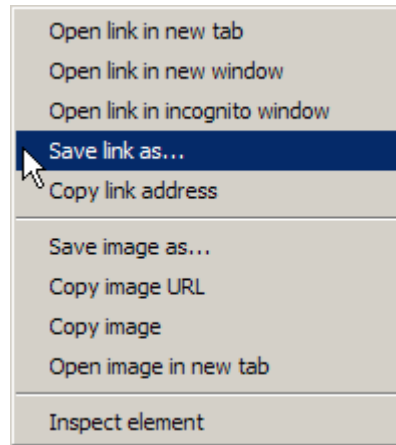 Open link in new tab
Open link in new window
Open link in incognito window
Save link as...
Copy link address
Save image as...
Copy image URL
Copy image
Open image in new tab
Inspect element